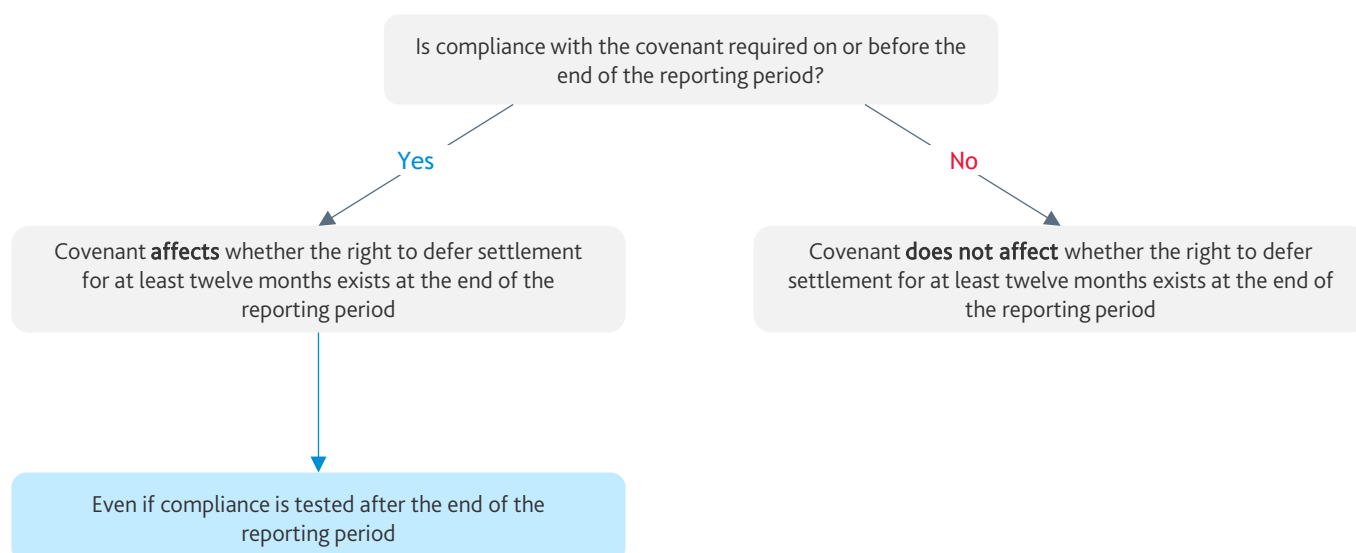 Is compliance with the covenant required on or before the
end of the reporting period?
Yes
No
Covenant affects whether the right to defer settlement
for at least twelve months exists at the end of the
reporting period
Covenant does not affect whether the right to defer
settlement for at least twelve months exists at end of
the reporting period
Even if compliance is tested after the end of the
reporting period